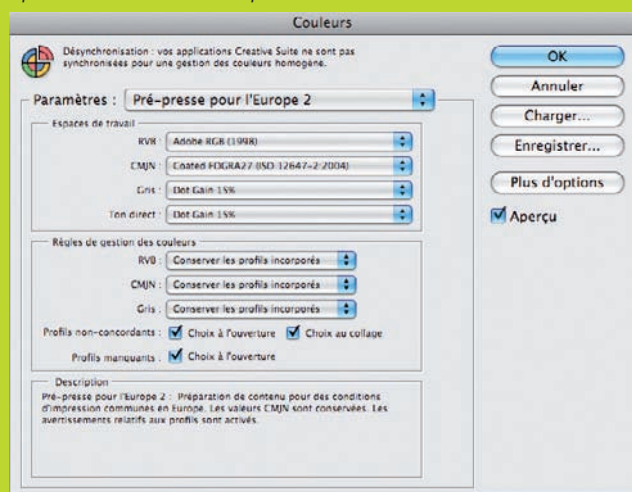 Couleurs
Désynchronisation : vos applications Creative Suite ne sont pas
synchronisées pour une gestion des couleurs homogène.
OK
Annuler
Charger...
Enregistrer...
Plus d'options
Aperçu
Paramètres : Pré-presse pour l'Europe 2
Espaces de travail
RVB : Adobe RGB (1998)
CMJN : Coated FOGRA27 (ISO 12647-2:2004)
Gris : Dot Gain 15%
Ton direct : Dot Gain 15%
Règles de gestion des couleurs
RVB : Conserver les profils incorporés
CMJN : Conserver les profils incorporés
Gris : Conserver les profils incorporés
Profils non-concordants : Choix à l'ouverture Choix au collage
Profils manquants : Choix à l'ouverture
Description
Pré-presse pour l'Europe 2 : Préparation de contenu pour des conditions
d'impression communes en Europe. Les valeurs CMJN sont conservées. Les
avertissements relatifs aux profils sont activés.